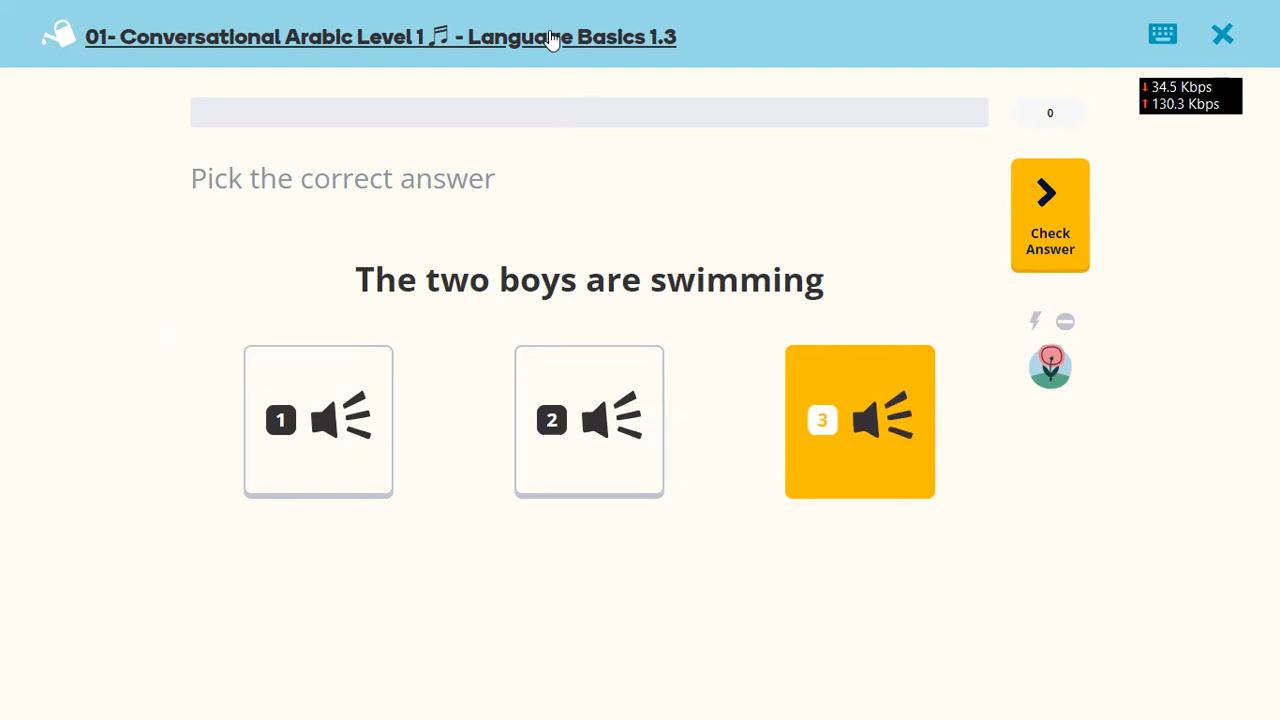 01- Conversational Arabic Level 1 🎵 - Language Basics 1.3
34.5 Kbps
130.3 Kbps
0
Pick the correct answer
Check
Answer
The two boys are swimming
1
2
3